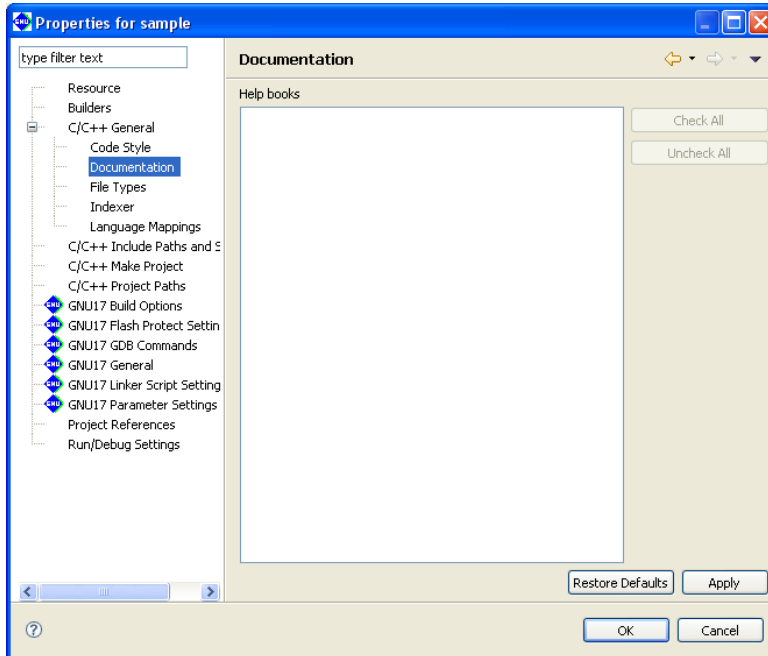 Properties for sample
type filter text
Resource
Builders
C/C++ General
Code Style
Documentation
File Types
Indexer
Language Mappings
C/C++ Include Paths and S
C/C++ Make Project
C/C++ Project Paths
GNU17 Build Options
GNU17 Flash Protect Settin
GNU17 GDB Commands
GNU17 General
GNU17 Linker Script Setting
GNU17 Parameter Settings
Project References
Run/Debug Settings
Documentation
Help books
Check All
Uncheck All
Restore Defaults
Apply
OK
Cancel